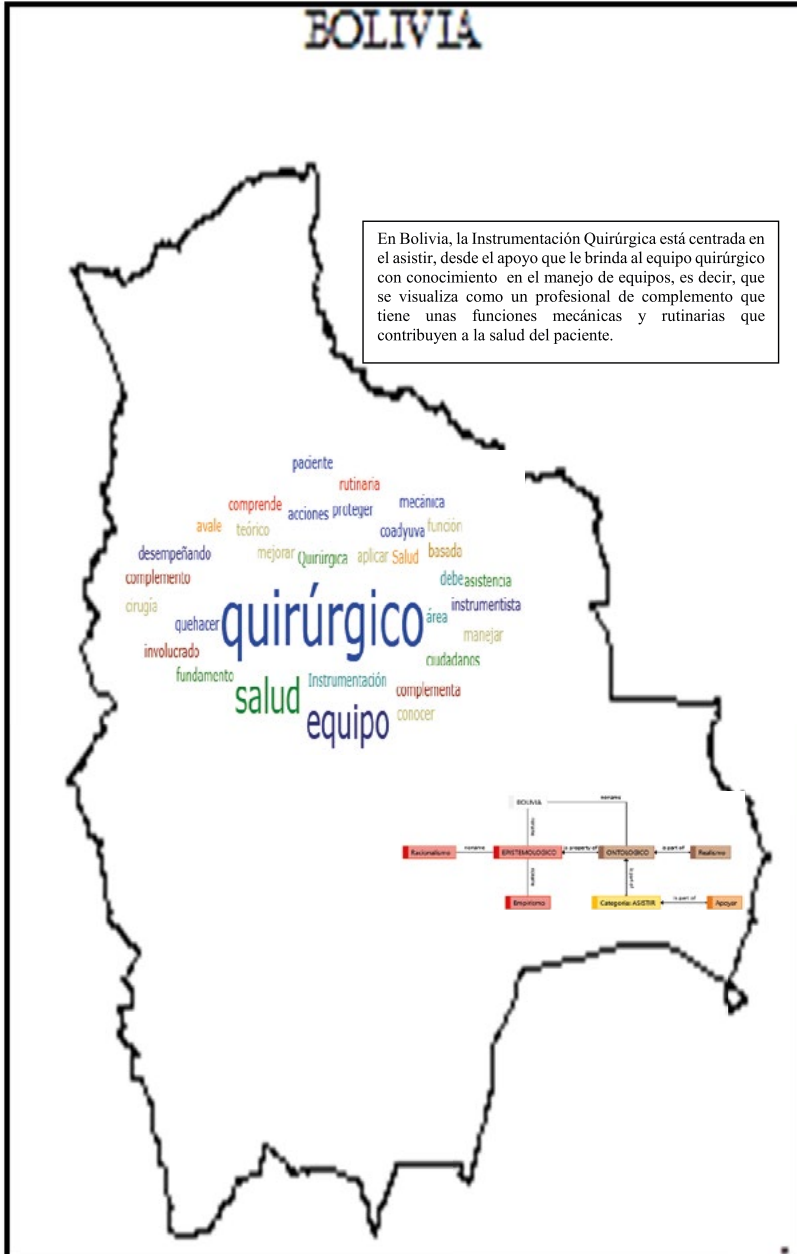 BOLIVIA
En Bolivia, la Instrumentación Quirúrgica está centrada en
el asistir, desde el apoyo que le brinda al equipo quirúrgico
con conocimiento en el manejo de equipos, es decir, que
se visualiza como un profesional de complemento que
tiene unas funciones mecánicas y rutinarias que
contribuyen a la salud del paciente.
paciente
rutinaria
comprende acciones proteger mecánica
avale teórico coadyuva función
desempeñando mejorar Quirúrgica aplicar Salud basada
complemento debe asistencia
cirugía quehacer quirúrgico área instrumentista
involucrado manejar
fundamento ciudadanos
salud Instrumentación complementa
equipo conocer
BOLIVIA
Racionalismo EPISTEMOLOGICO is property of ONTOLOGICO is part of Realismo
Empirismo Categoria: ASISTIR is part of Apoyar